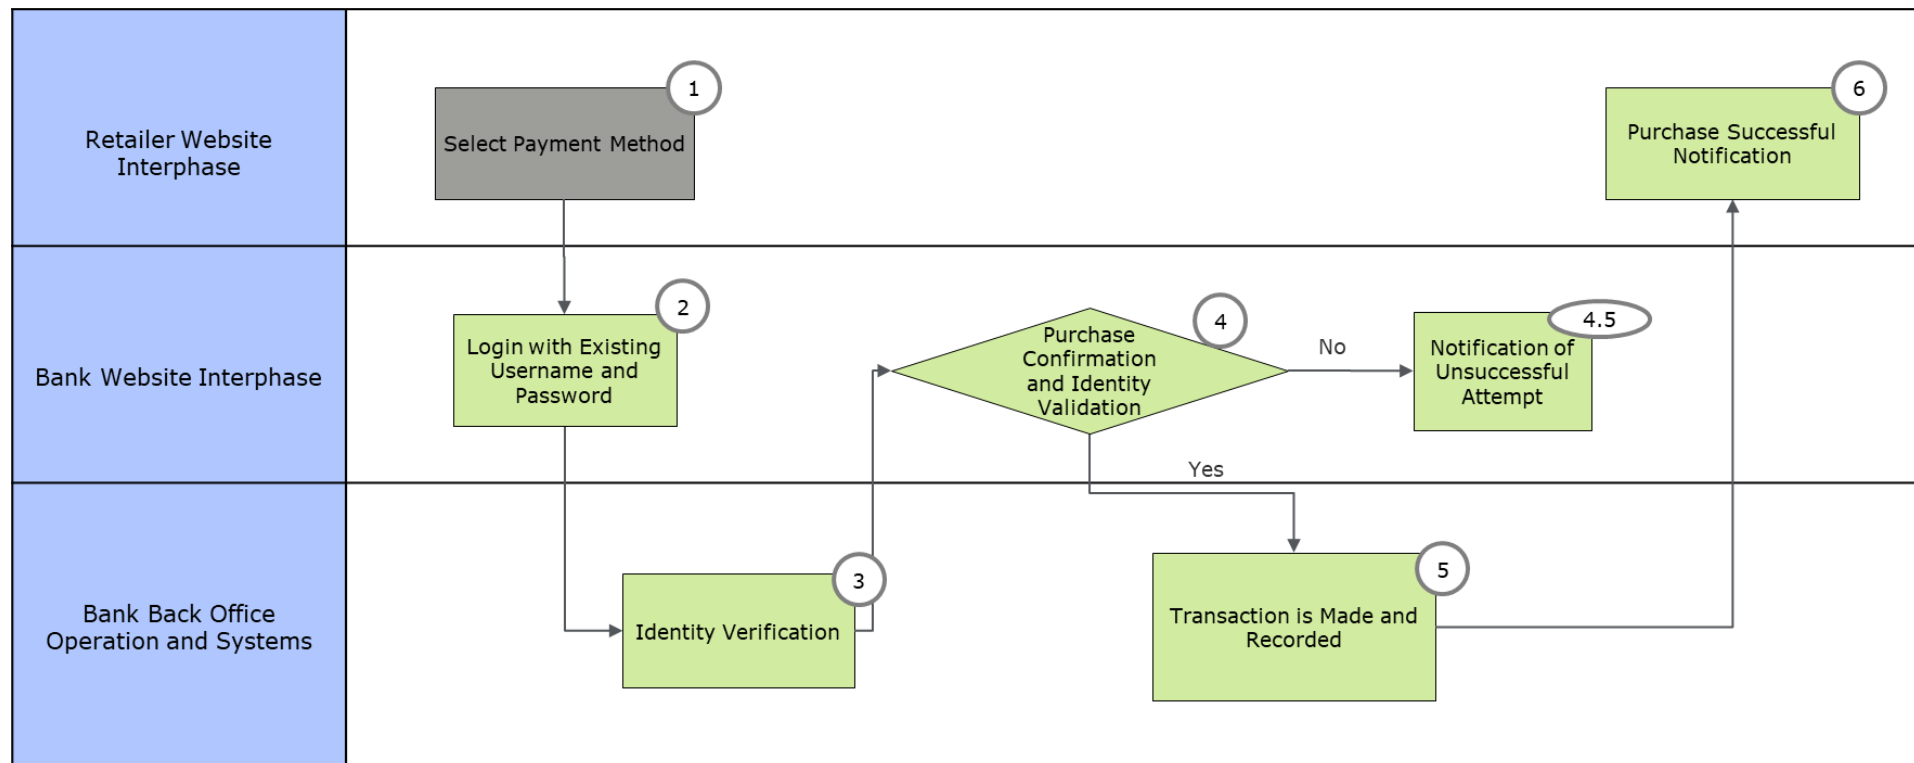 Retailer Website
Interphase
1
Select Payment Method
6
Purchase Successful
Notification
Bank Website Interphase
2
Login with Existing
Username and
Password
4
Purchase
Confirmation
and Identity
Validation
No
4.5
Notification of
Unsuccessful
Attempt
Yes
Bank Back Office
Operation and Systems
3
Identity Verification
5
Transaction is Made and
Recorded